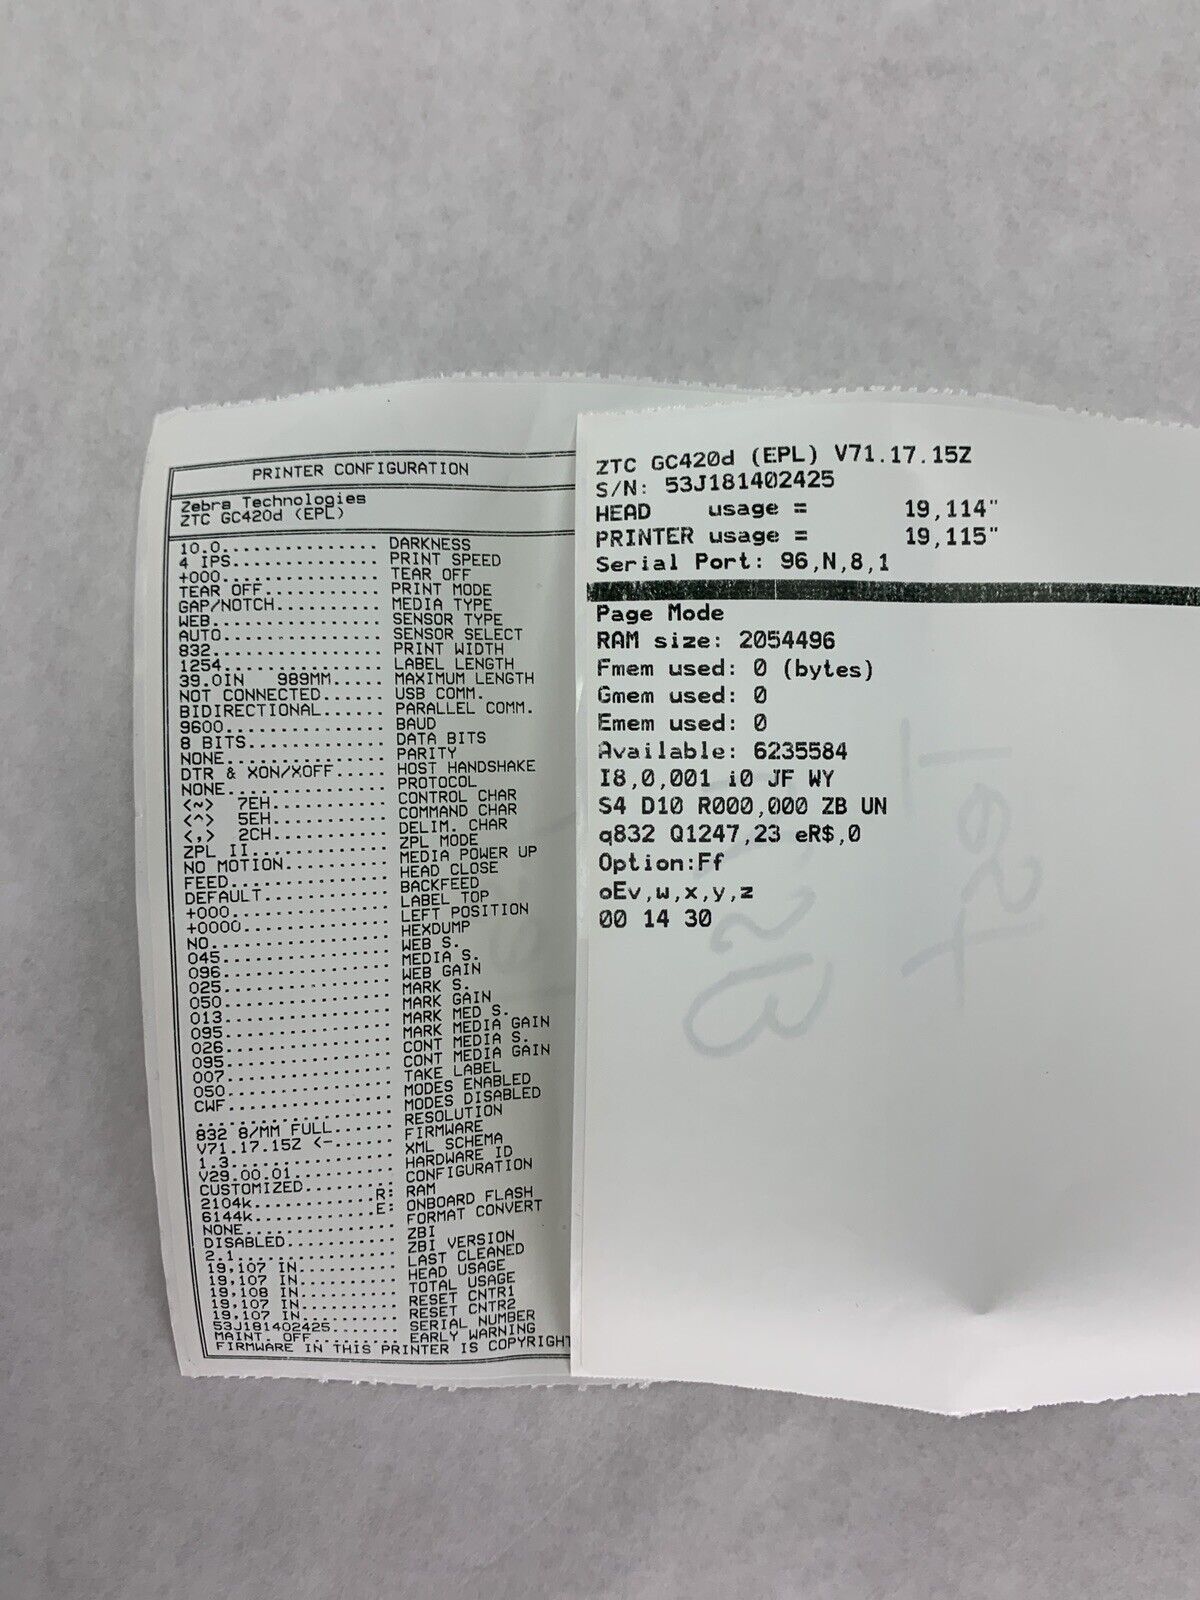 PRINTER CONFIGURATION
Zebra Technologies
ZTC GC420d (EPL)
10.0.............. DARKNESS
4 IPS............. PRINT SPEED
+000.............. TEAR OFF
TEAR OFF.......... PRINT MODE
GAP/NOTCH......... MEDIA TYPE
WEB............... SENSOR TYPE
AUTO.............. SENSOR SELECT
832............... PRINT WIDTH
1254.............. LABEL LENGTH
39.0IN 989MM..... MAXIMUM LENGTH
NOT CONNECTED..... USB COMM.
BIDIRECTIONAL..... PARALLEL COMM.
9600.............. BAUD
8 BITS............ DATA BITS
NONE.............. PARITY
DTR & XON/XOFF.... HOST HANDSHAKE
NONE.............. PROTOCOL
<~> 7EH.......... CONTROL CHAR
<^> 5EH.......... COMMAND CHAR
<,> 2CH.......... DELIM. CHAR
ZPL II............ ZPL MODE
NO MOTION......... MEDIA POWER UP
FEED.............. HEAD CLOSE
DEFAULT........... BACKFEED
+000.............. LABEL TOP
+0000............. LEFT POSITION
NO................ HEXDUMP
045............... WEB S.
096............... MEDIA S.
025............... WEB GAIN
050............... MARK S.
013............... MARK GAIN
095............... MARK MED S.
026............... MARK MEDIA GAIN
095............... CONT MEDIA S.
007............... CONT MEDIA GAIN
050............... TAKE LABEL
CWF............... MODES ENABLED
.................. MODES DISABLED
832 8/MM FULL..... RESOLUTION
V71.17.15Z <-..... FIRMWARE
1.3............... XML SCHEMA
V29.00.01......... HARDWARE ID
CUSTOMIZED........ CONFIGURATION
2104k...........R: RAM
6144k...........E: ONBOARD FLASH
NONE.............. FORMAT CONVERT
DISABLED.......... ZBI
2.1............... ZBI VERSION
19,107 IN......... LAST CLEANED
19,107 IN......... HEAD USAGE
19,108 IN......... TOTAL USAGE
19,107 IN......... RESET CNTR1
19,107 IN......... RESET CNTR2
53J181402425...... SERIAL NUMBER
MAINT. OFF........ EARLY WARNING
FIRMWARE IN THIS PRINTER IS COPYRIGHT
ZTC GC420d (EPL) V71.17.15Z
S/N: 53J181402425
HEAD usage = 19,114"
PRINTER usage = 19,115"
Serial Port: 96,N,8,1
Page Mode
RAM size: 2054496
Fmem used: 0 (bytes)
Gmem used: 0
Emem used: 0
Available: 6235584
I8,0,001 i0 JF WY
S4 D10 R000,000 ZB UN
q832 Q1247,23 eR$,0
Option:Ff
oEv,w,x,y,z
00 14 30